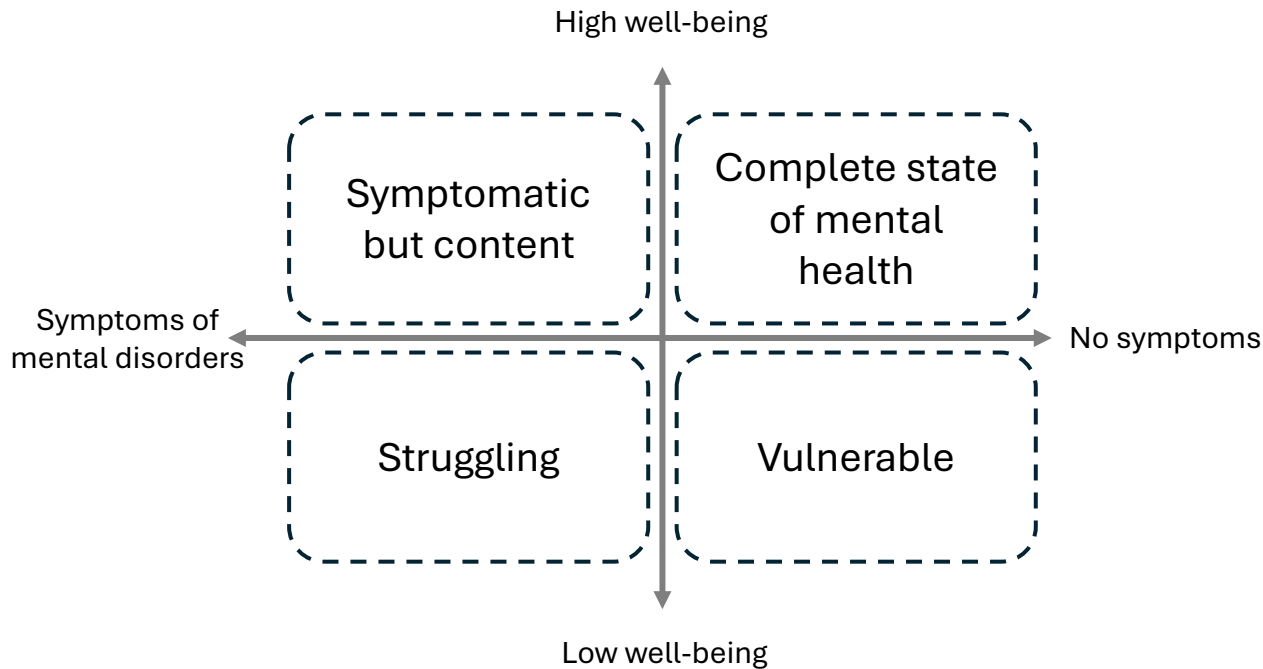 High well-being
Symptomatic
but content
Complete state
of mental
health
Symptoms of
mental disorders
No symptoms
Struggling
Vulnerable
Low well-being